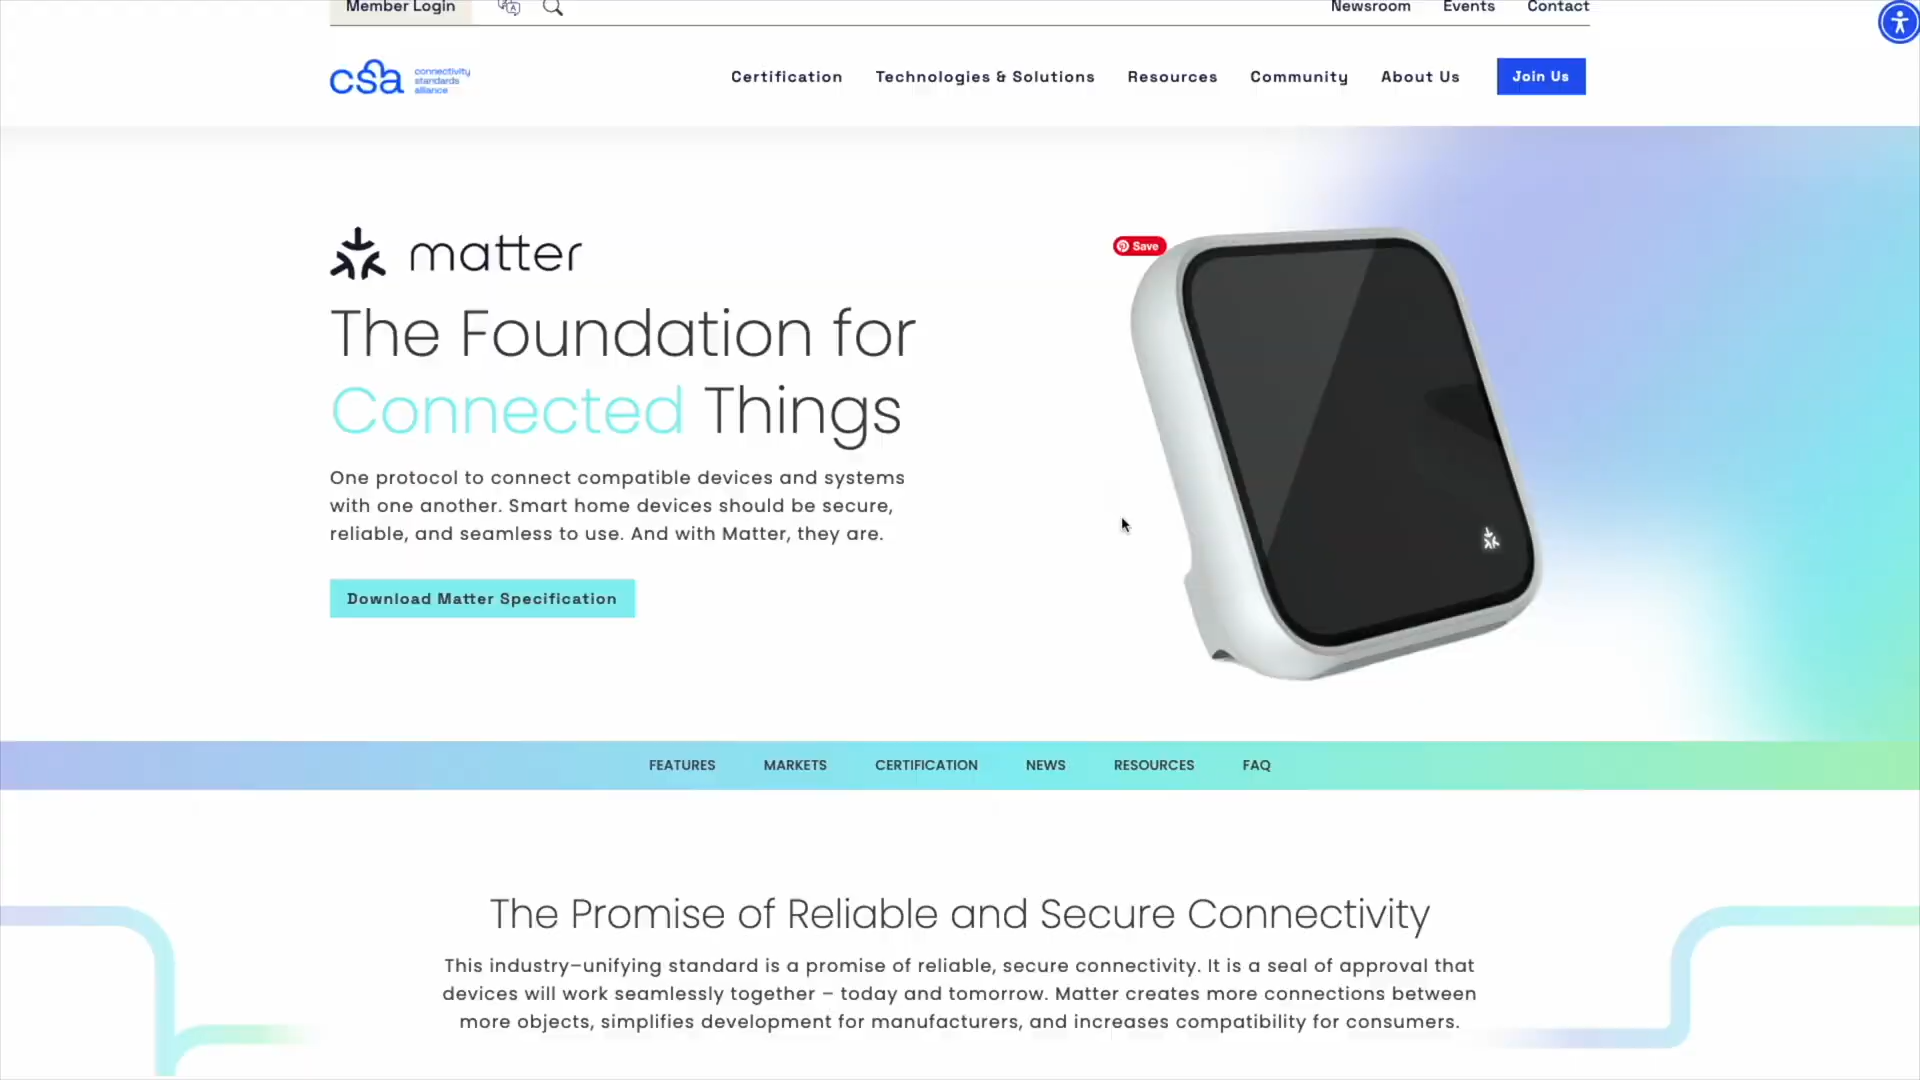 Member Login
Newsroom Events Contact
csa connectivity
standards
alliance
Certification Technologies & Solutions Resources Community About Us Join Us
matter
Save
The Foundation for
Connected Things
One protocol to connect compatible devices and systems
with one another. Smart home devices should be secure,
reliable, and seamless to use. And with Matter, they are.
Download Matter Specification
FEATURES MARKETS CERTIFICATION NEWS RESOURCES FAQ
The Promise of Reliable and Secure Connectivity
This industry–unifying standard is a promise of reliable, secure connectivity. It is a seal of approval that
devices will work seamlessly together – today and tomorrow. Matter creates more connections between
more objects, simplifies development for manufacturers, and increases compatibility for consumers.